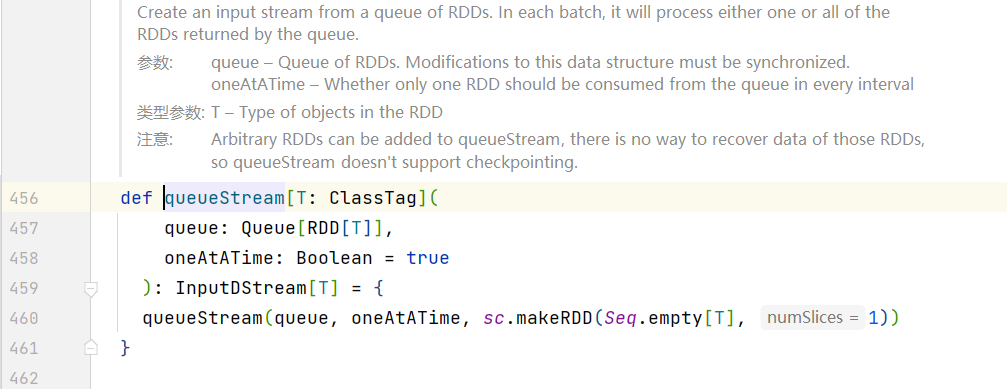 Create an input stream from a queue of RDDs. In each batch, it will process either one or all of the
RDDs returned by the queue.
参数: queue – Queue of RDDs. Modifications to this data structure must be synchronized.
oneAtATime – Whether only one RDD should be consumed from the queue in every interval
类型参数: T – Type of objects in the RDD
注意: Arbitrary RDDs can be added to queueStream, there is no way to recover data of those RDDs,
so queueStream doesn't support checkpointing.
456 def queueStream[T: ClassTag](
457 queue: Queue[RDD[T]],
458 oneAtATime: Boolean = true
459 ): InputDStream[T] = {
460 queueStream(queue, oneAtATime, sc.makeRDD(Seq.empty[T], numSlices = 1))
461 }
462